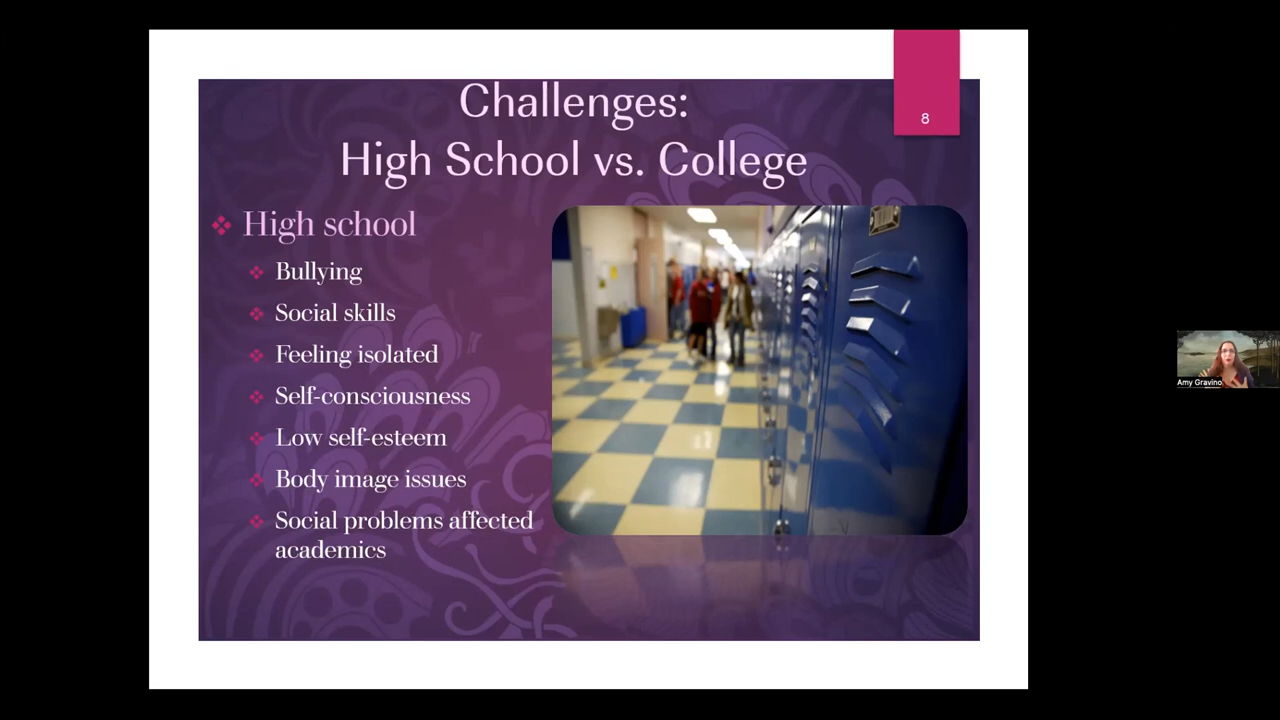 8
Challenges:
High School vs. College
High school
Bullying
Social skills
Feeling isolated
Self-consciousness
Low self-esteem
Body image issues
Social problems affected
academics
Amy Gravino